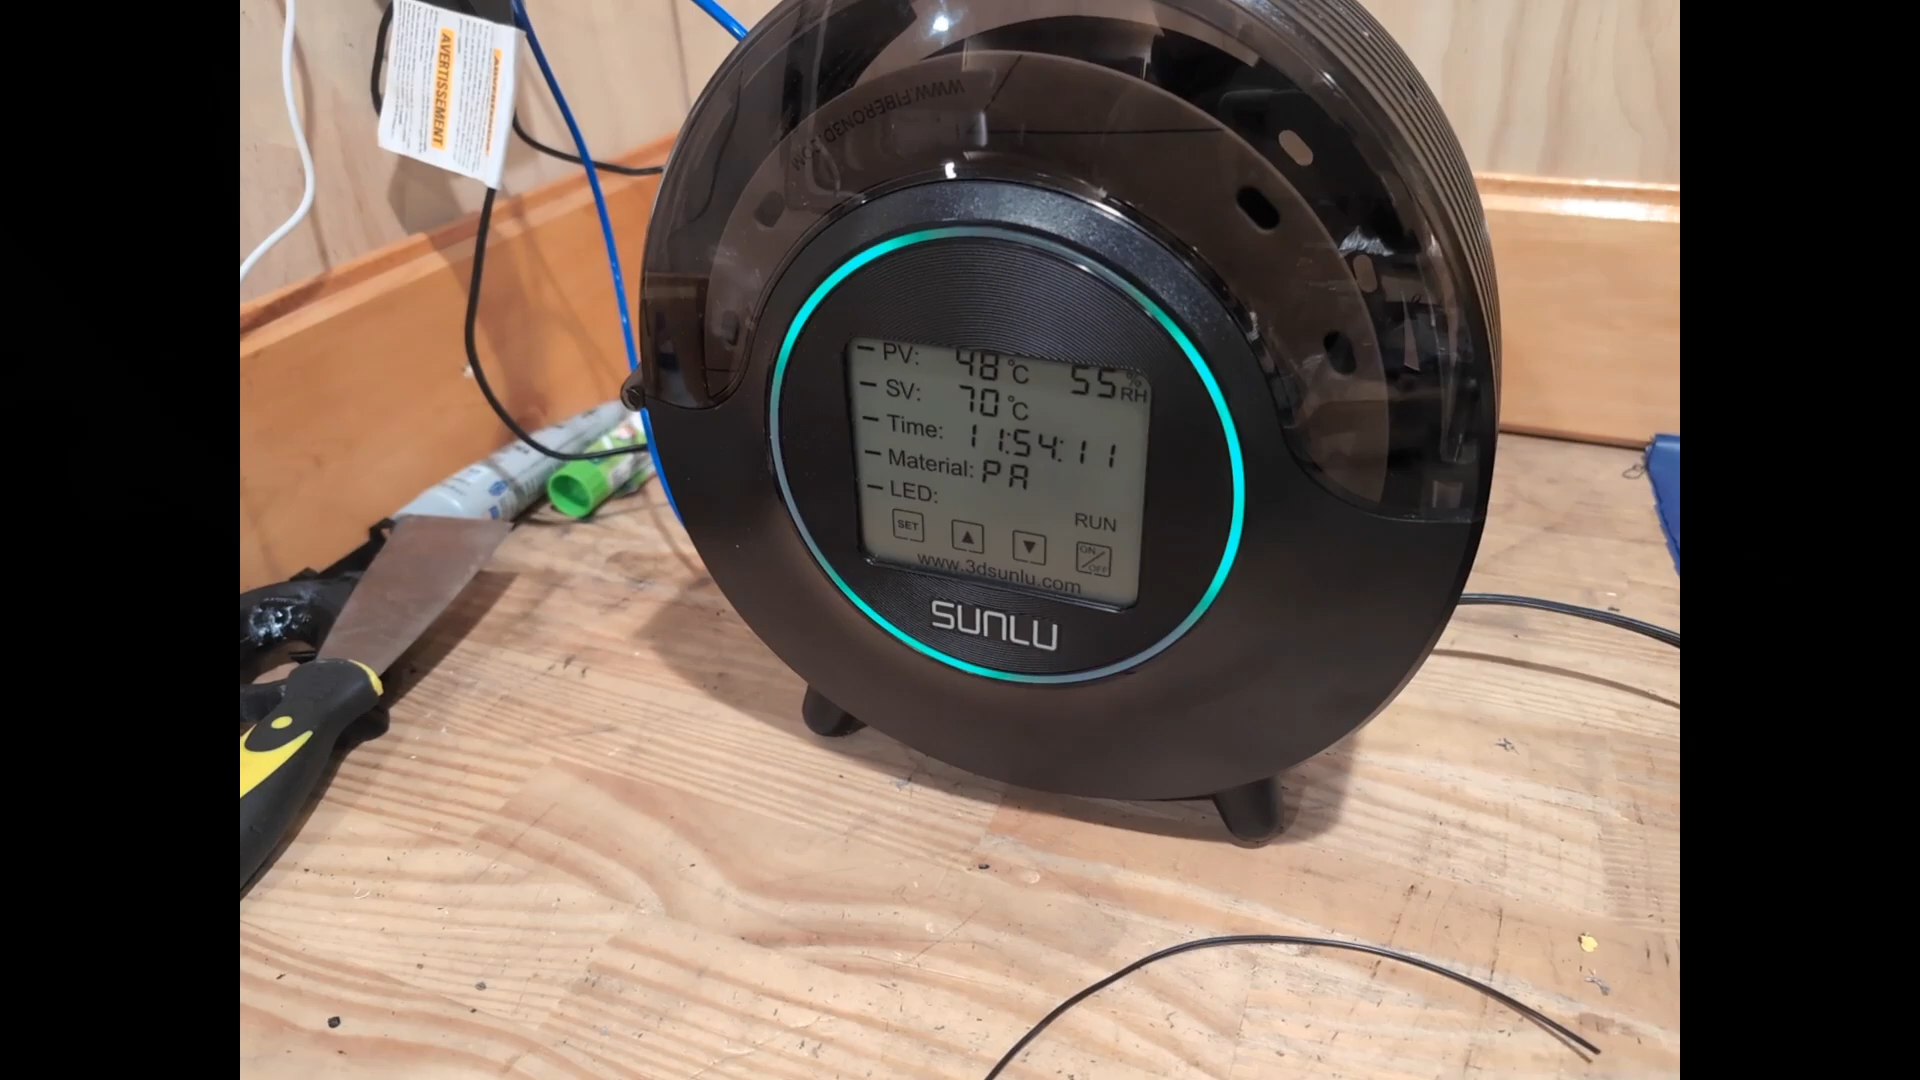 AVERTISSEMENT
WWW.FIBERON3D.COM
PV: 48°C 55%RH
SV: 70°C
Time: 11:54:11
Material: PA
LED:
RUN
SET ON/OFF
www.3dsunlu.com
SUNLU